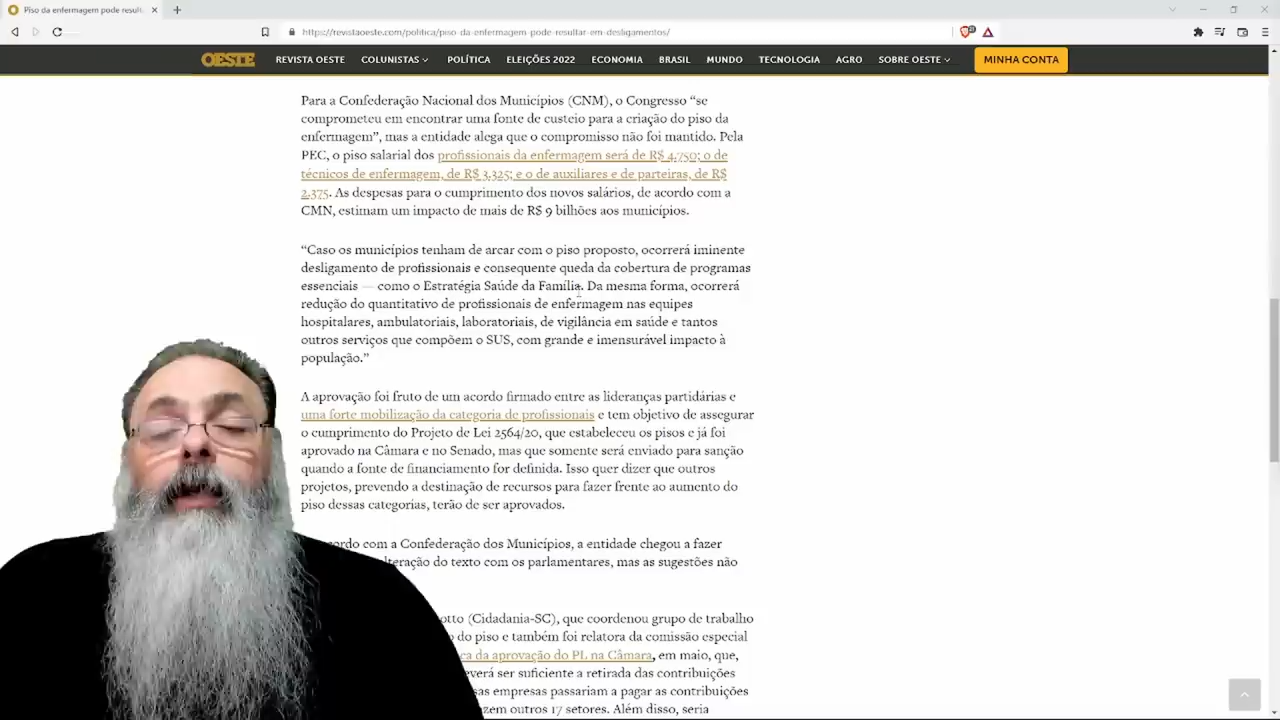 Piso da enfermagem pode result
https://revistaoeste.com/politica/piso-da-enfermagem-pode-resultar-em-desligamentos/
OESTE REVISTA OESTE COLUNISTAS POLÍTICA ELEIÇÕES 2022 ECONOMIA BRASIL MUNDO TECNOLOGIA AGRO SOBRE OESTE MINHA CONTA
Para a Confederação Nacional dos Municípios (CNM), o Congresso “se
comprometeu em encontrar uma fonte de custeio para a criação do piso da
enfermagem”, mas a entidade alega que o compromisso não foi mantido. Pela
PEC, o piso salarial dos profissionais da enfermagem será de R$ 4.750; o de
técnicos de enfermagem, de R$ 3.325; e o de auxiliares e de parteiras, de R$
2.375. As despesas para o cumprimento dos novos salários, de acordo com a
CMN, estimam um impacto de mais de R$ 9 bilhões aos municípios.
“Caso os municípios tenham de arcar com o piso proposto, ocorrerá iminente
desligamento de profissionais e consequente queda da cobertura de programas
essenciais — como o Estratégia Saúde da Família. Da mesma forma, ocorrerá
redução do quantitativo de profissionais de enfermagem nas equipes
hospitalares, ambulatoriais, laboratoriais, de vigilância em saúde e tantos
outros serviços que compõem o SUS, com grande e imensurável impacto à
população.”
A aprovação foi fruto de um acordo firmado entre as lideranças partidárias e
uma forte mobilização da categoria de profissionais e tem objetivo de assegurar
o cumprimento do Projeto de Lei 2564/20, que estabeleceu os pisos e já foi
aprovado na Câmara e no Senado, mas que somente será enviado para sanção
quando a fonte de financiamento for definida. Isso quer dizer que outros
projetos, prevendo a destinação de recursos para fazer frente ao aumento do
piso dessas categorias, terão de ser aprovados.
ordo com a Confederação dos Municípios, a entidade chegou a fazer
lteração do texto com os parlamentares, mas as sugestões não
otto (Cidadania-SC), que coordenou grupo de trabalho
do piso e também foi relatora da comissão especial
ca da aprovação do PL na Câmara, em maio, que,
everá ser suficiente a retirada das contribuições
sas empresas passariam a pagar as contribuições
zem outros 17 setores. Além disso, seria